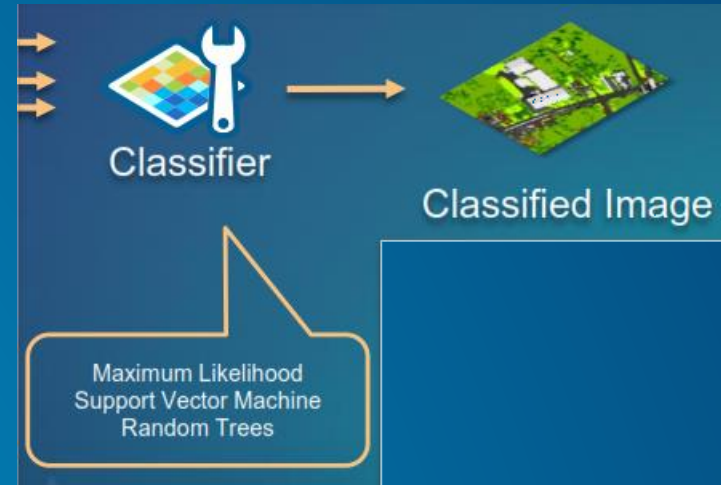 Classifier
Classified Image
Maximum Likelihood
Support Vector Machine
Random Trees